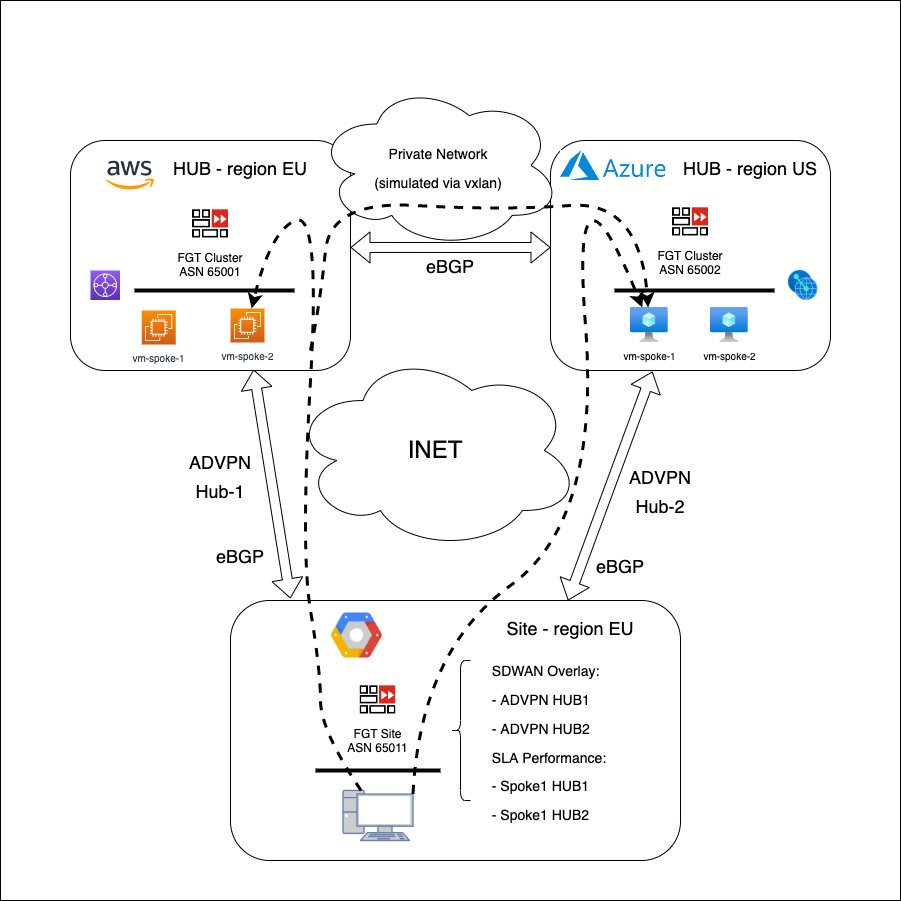 Private Network
(simulated via vxlan)
aws
HUB - region EU
Azure
HUB - region US
FGT Cluster
ASN 65001
FGT Cluster
ASN 65002
eBGP
vm-spoke-1
vm-spoke-2
vm-spoke-1
vm-spoke-2
INET
ADVPN
Hub-1
eBGP
ADVPN
Hub-2
eBGP
Site - region EU
SDWAN Overlay:
- ADVPN HUB1
- ADVPN HUB2
SLA Performance:
- Spoke1 HUB1
- Spoke1 HUB2
FGT Site
ASN 65011